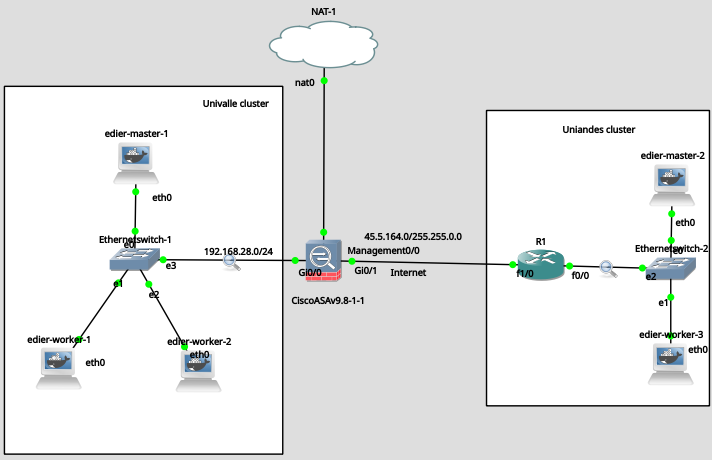 NAT-1
nat0
Univalle cluster
Uniandes cluster
edier-master-1
eth0
edier-master-2
eth0
Ethernetswitch-1
e0
e3
e1
e2
192.168.28.0/24
45.5.164.0/255.255.0.0
Management0/0
Gi0/0
Gi0/1
Internet
CiscoASAv9.8-1-1
R1
f1/0
f0/0
Ethernetswitch-2
e2
e1
edier-worker-1
eth0
edier-worker-2
eth0
edier-worker-3
eth0